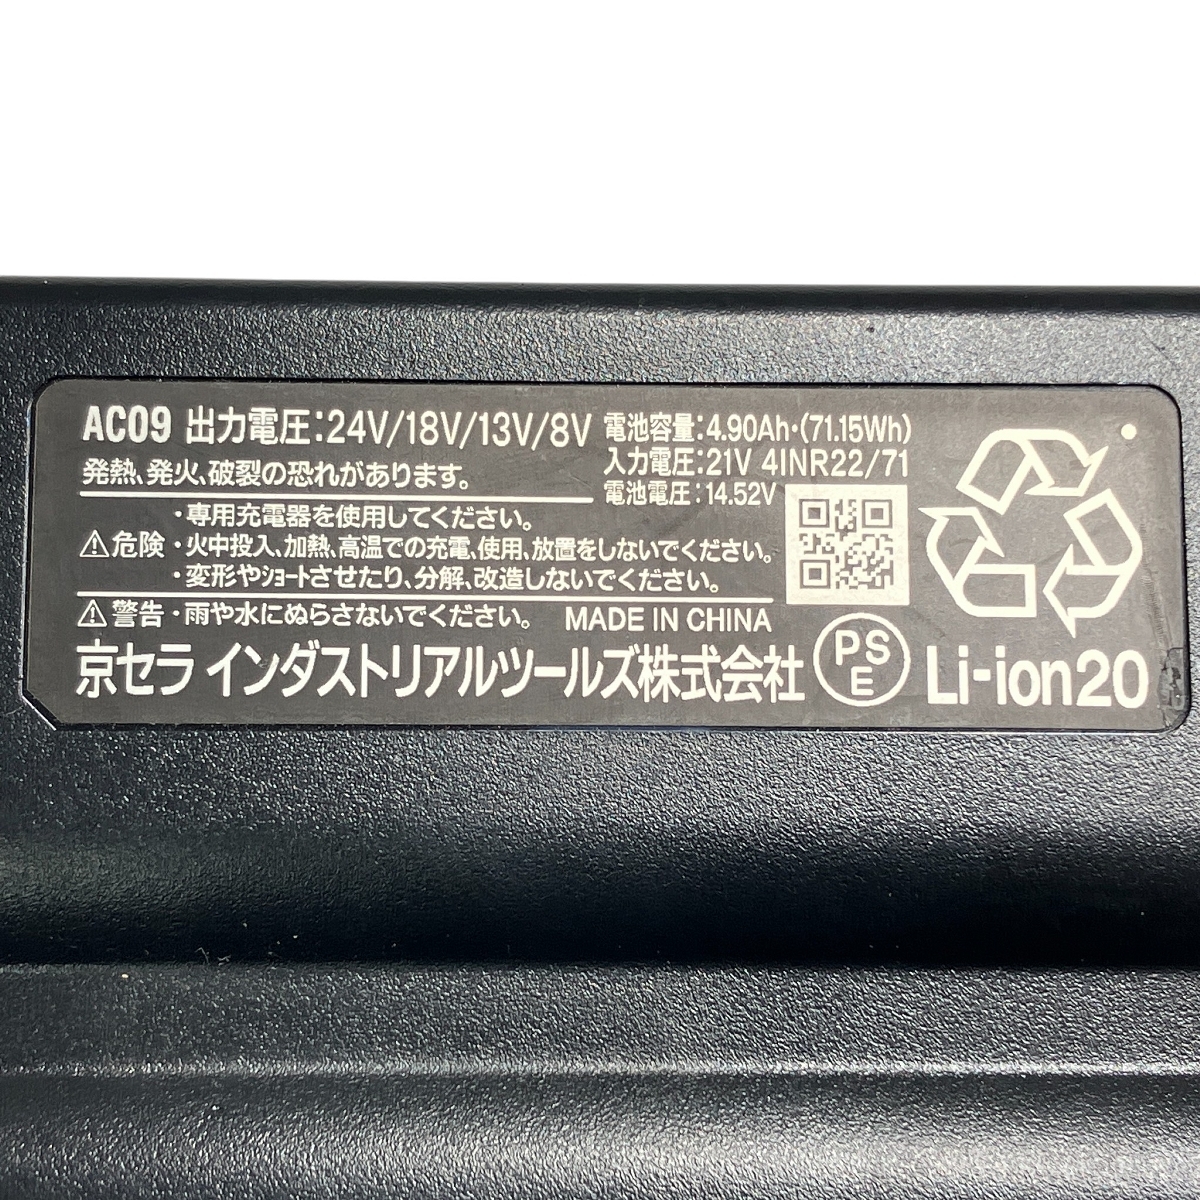 AC09 出力電圧:24V/18V/13V/8V
発熱、発火、破裂の恐れがあります。
電池容量:4.90Ah・(71.15Wh)
入力電圧:21V 4INR22/71
電池電圧:14.52V
⚠危険
・専用充電器を使用してください。
・火中投入、加熱、高温での充電、使用、放置をしないでください。
・変形やショートさせたり、分解、改造しないでください。
⚠警告・雨や水にぬらさないでください。
MADE IN CHINA
京セラ インダストリアルツールズ株式会社
PSE
Li-ion20